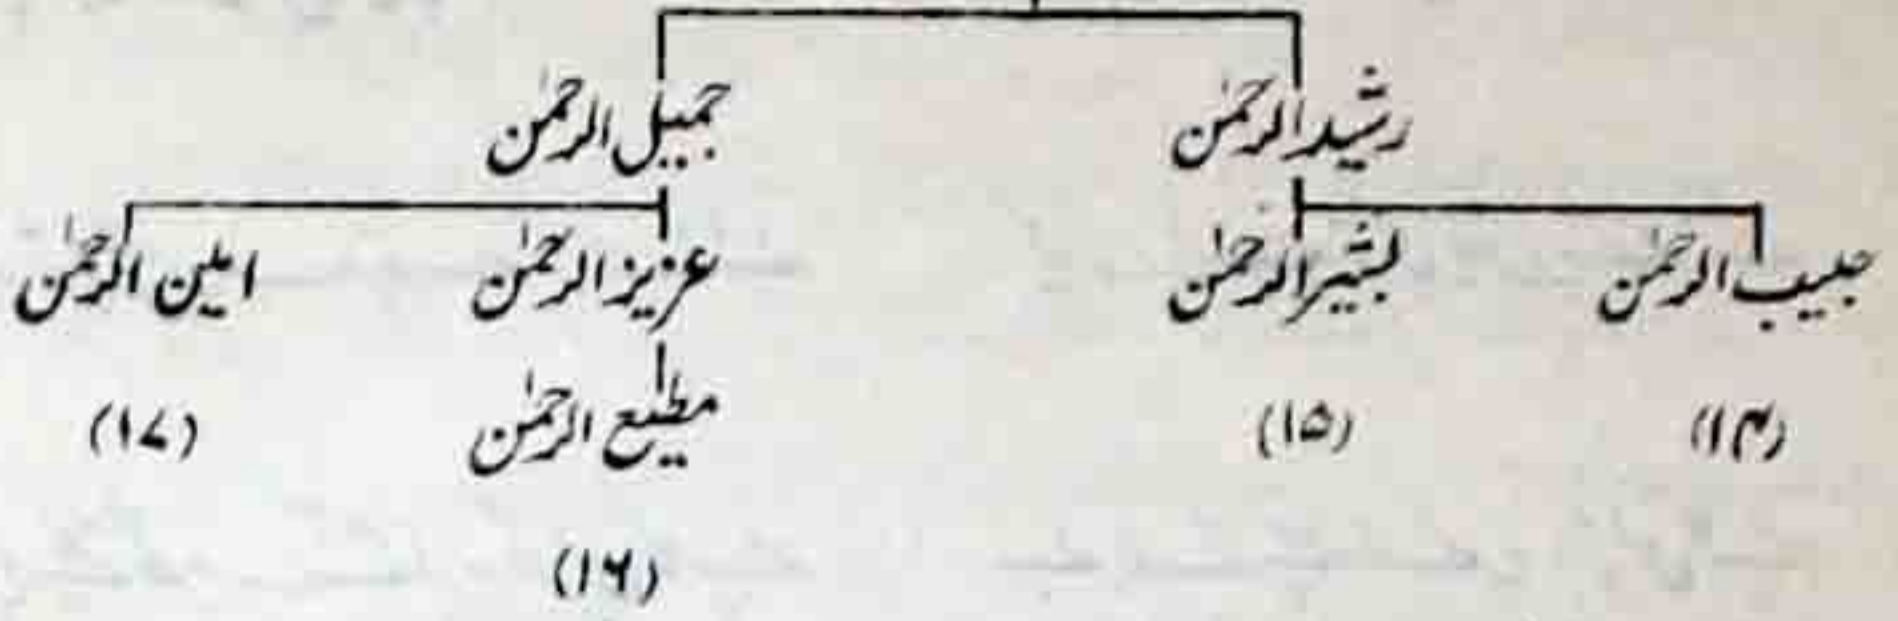 رشید الرحمٰن جمیل الرحمٰن
حبیب الرحمٰن بشیر الرحمٰن عزیز الرحمٰن امین الرحمٰن
مطیع الرحمٰن
(۱۴) (۱۵) (۱۷)
(۱۶)